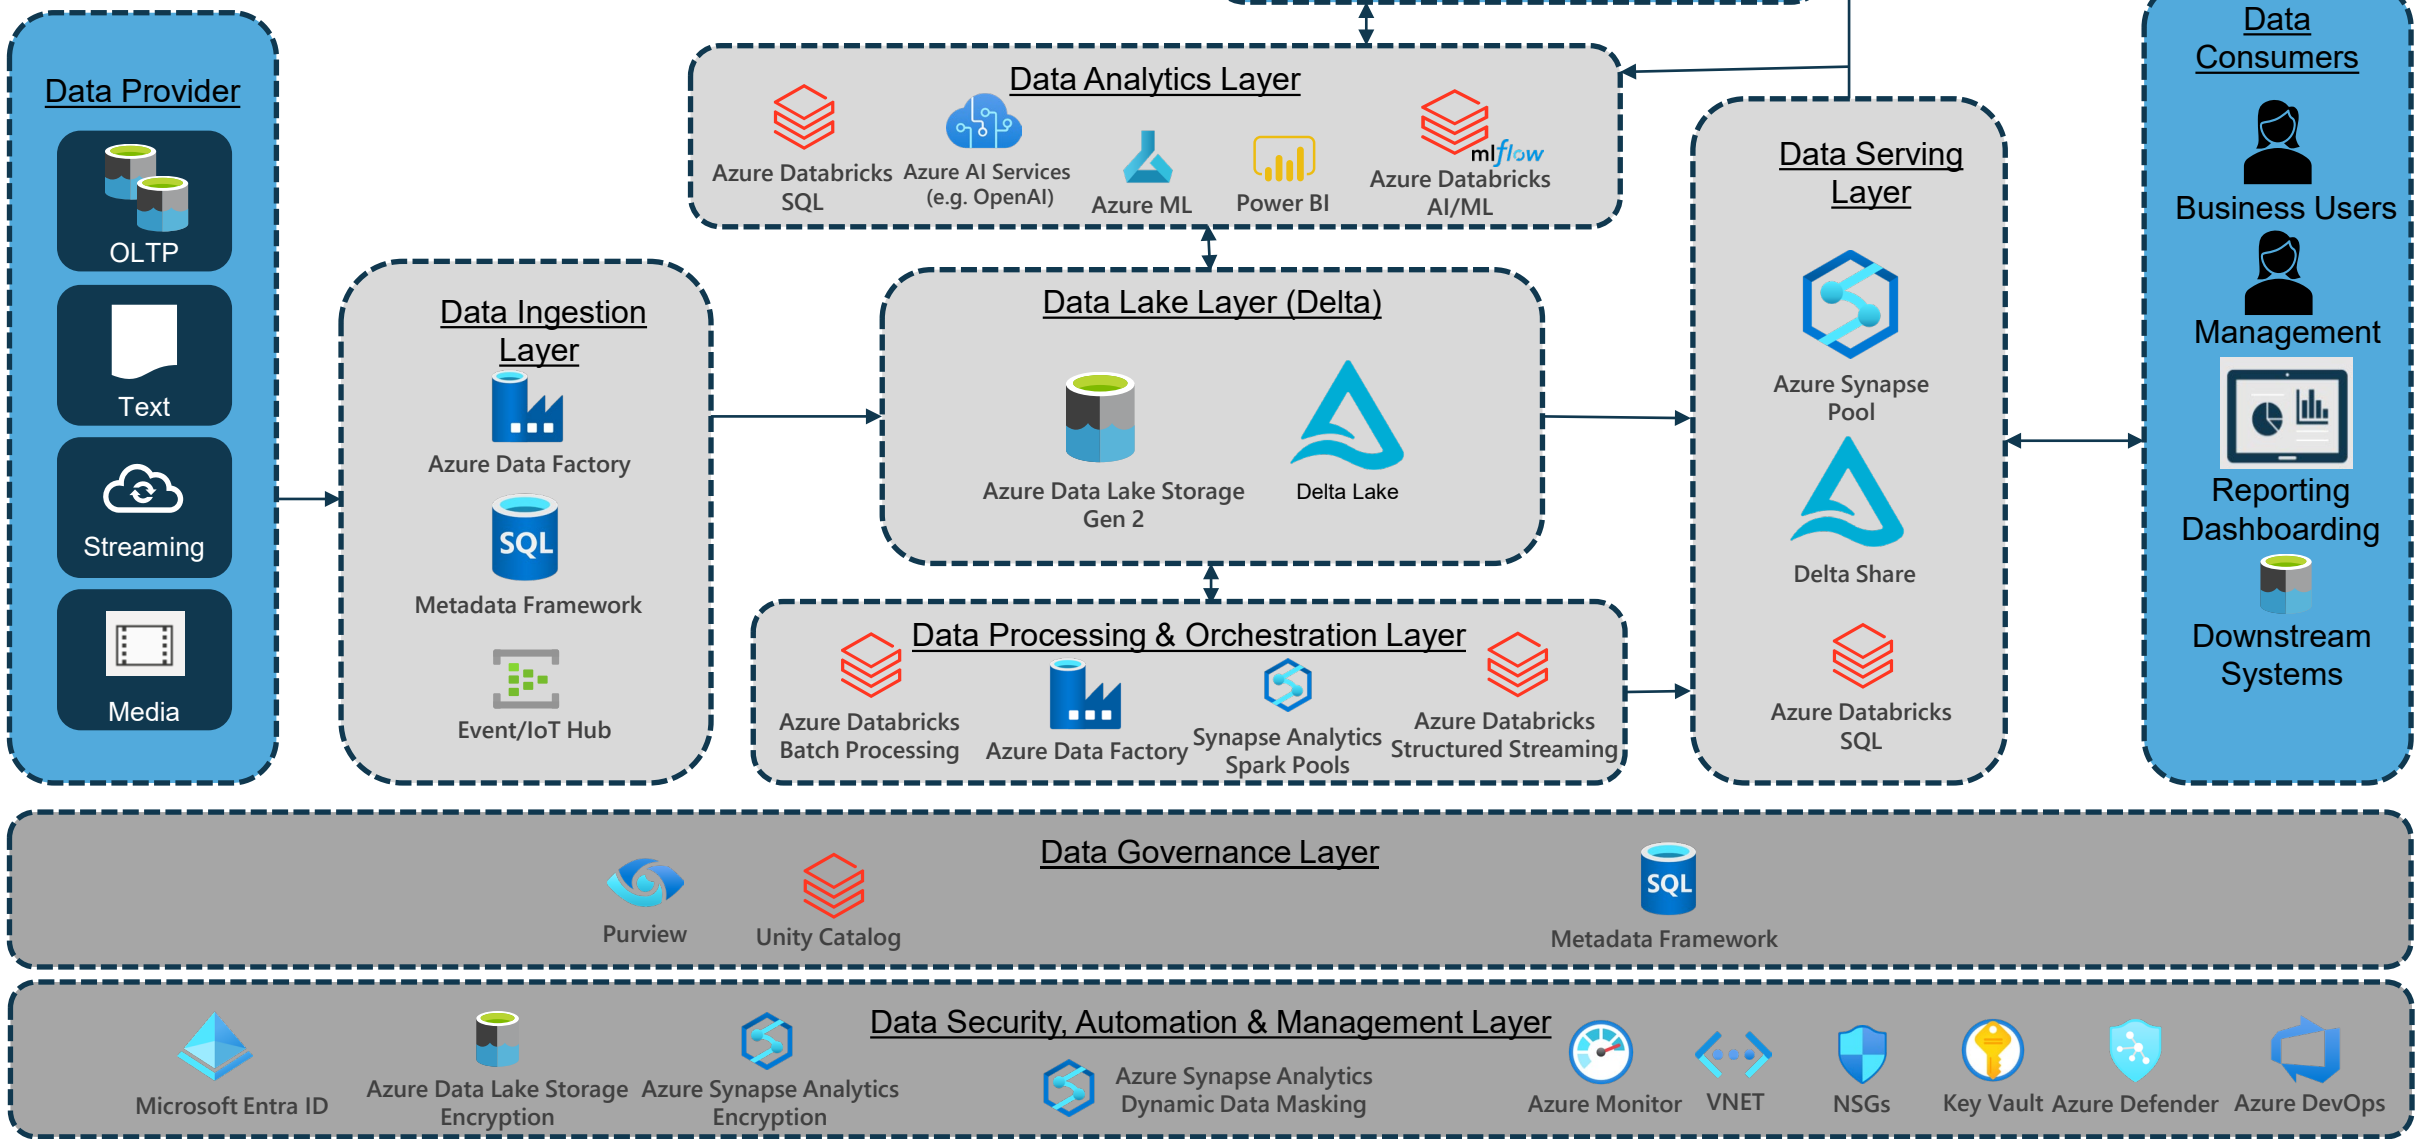 Data Provider
OLTP
Text
Streaming
Media
Data Ingestion
Layer
Azure Data Factory
SQL
Metadata Framework
Event/IoT Hub
Data Analytics Layer
Azure Databricks
SQL
Azure AI Services
(e.g. OpenAI)
Azure ML
Power BI
mlflow
Azure Databricks
AI/ML
Data Lake Layer (Delta)
Azure Data Lake Storage
Gen 2
Delta Lake
Data Processing & Orchestration Layer
Azure Databricks
Batch Processing
Azure Data Factory
Synapse Analytics
Spark Pools
Azure Databricks
Structured Streaming
Data Serving
Layer
Azure Synapse
Pool
Delta Share
Azure Databricks
SQL
Data
Consumers
Business Users
Management
Reporting
Dashboarding
Downstream
Systems
Data Governance Layer
Purview
Unity Catalog
SQL
Metadata Framework
Data Security, Automation & Management Layer
Microsoft Entra ID
Azure Data Lake Storage
Encryption
Azure Synapse Analytics
Encryption
Azure Synapse Analytics
Dynamic Data Masking
Azure Monitor
VNET
NSGs
Key Vault
Azure Defender
Azure DevOps